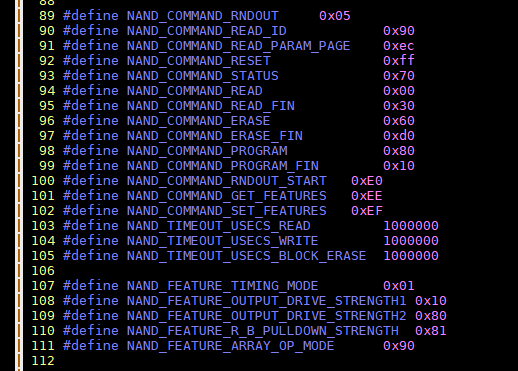 88
89 #define NAND_COMMAND_RNDOUT 0x05
90 #define NAND_COMMAND_READ_ID 0x90
91 #define NAND_COMMAND_READ_PARAM_PAGE 0xec
92 #define NAND_COMMAND_RESET 0xff
93 #define NAND_COMMAND_STATUS 0x70
94 #define NAND_COMMAND_READ 0x00
95 #define NAND_COMMAND_READ_FIN 0x30
96 #define NAND_COMMAND_ERASE 0x60
97 #define NAND_COMMAND_ERASE_FIN 0xd0
98 #define NAND_COMMAND_PROGRAM 0x80
99 #define NAND_COMMAND_PROGRAM_FIN 0x10
100 #define NAND_COMMAND_RNDOUT_START 0xE0
101 #define NAND_COMMAND_GET_FEATURES 0xEE
102 #define NAND_COMMAND_SET_FEATURES 0xEF
103 #define NAND_TIMEOUT_USECS_READ 1000000
104 #define NAND_TIMEOUT_USECS_WRITE 1000000
105 #define NAND_TIMEOUT_USECS_BLOCK_ERASE 1000000
106
107 #define NAND_FEATURE_TIMING_MODE 0x01
108 #define NAND_FEATURE_OUTPUT_DRIVE_STRENGTH1 0x10
109 #define NAND_FEATURE_OUTPUT_DRIVE_STRENGTH2 0x80
110 #define NAND_FEATURE_R_B_PULLDOWN_STRENGTH 0x81
111 #define NAND_FEATURE_ARRAY_OP_MODE 0x90
112